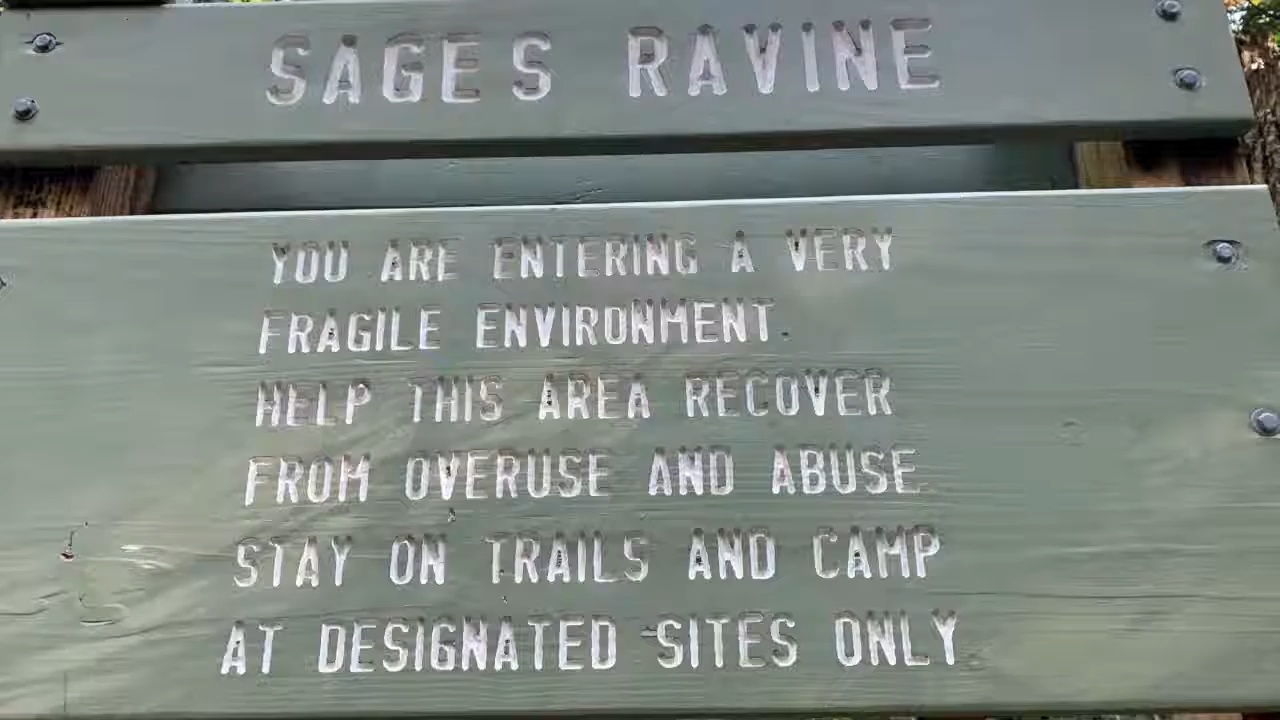 SAGES RAVINE
YOU ARE ENTERING A VERY
FRAGILE ENVIRONMENT.
HELP THIS AREA RECOVER
FROM OVERUSE AND ABUSE
STAY ON TRAILS AND CAMP
AT DESIGNATED SITES ONLY